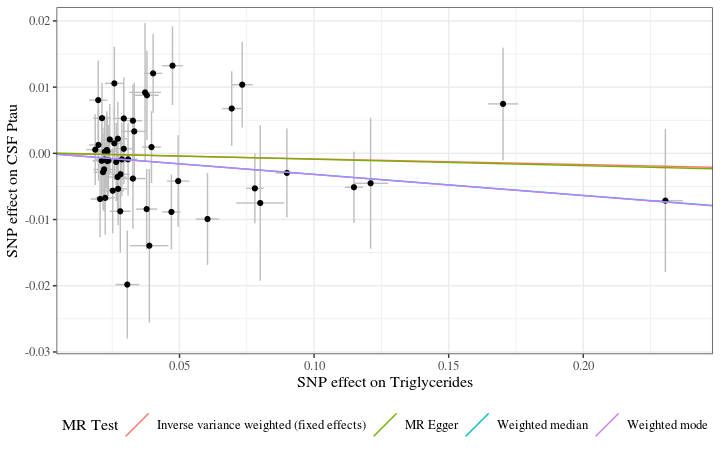 0.02
0.01
0.00
-0.01
-0.02
-0.03
SNP effect on CSF Ptau
0.05 0.10 0.15 0.20
SNP effect on Triglycerides
MR Test Inverse variance weighted (fixed effects) MR Egger Weighted median Weighted mode